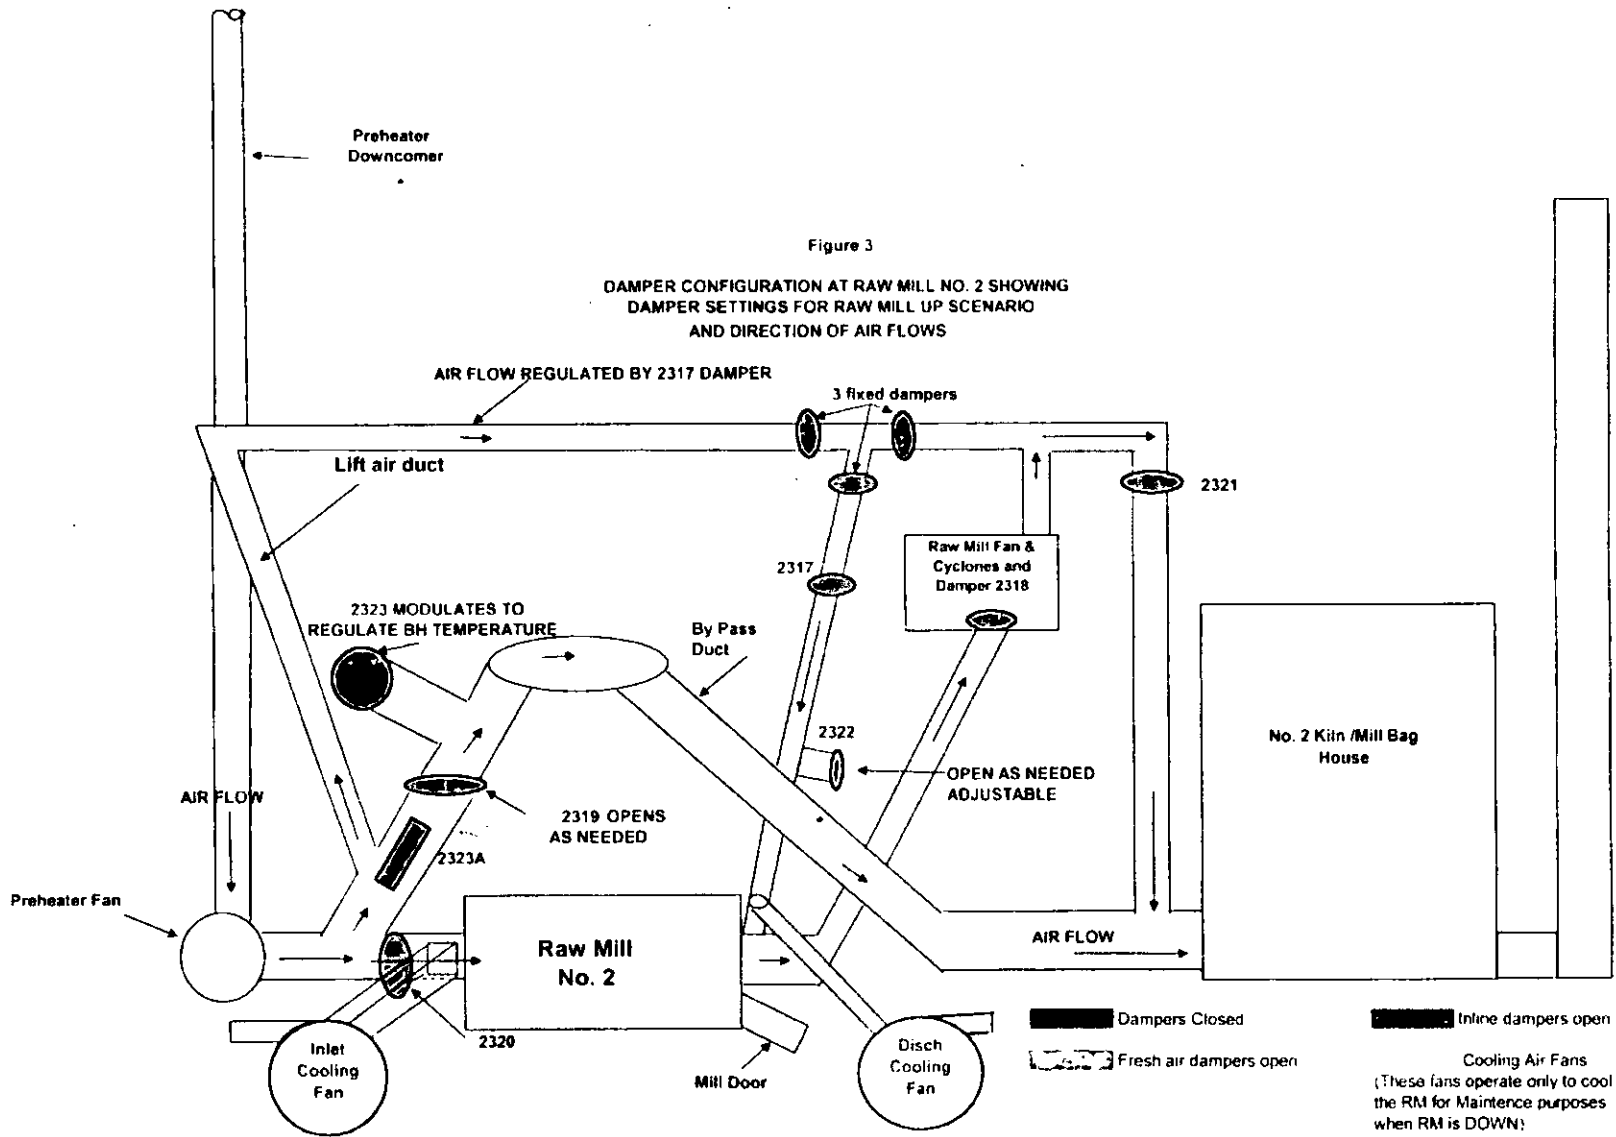 Preheater
Downcomer
Figure 3
DAMPER CONFIGURATION AT RAW MILL NO. 2 SHOWING
DAMPER SETTINGS FOR RAW MILL UP SCENARIO
AND DIRECTION OF AIR FLOWS
AIR FLOW REGULATED BY 2317 DAMPER
3 fixed dampers
Lift air duct
2321
Raw Mill Fan &
Cyclones and
Damper 2318
2317
2323 MODULATES TO
REGULATE BH TEMPERATURE
By Pass
Duct
2322
No. 2 Kiln /Mill Bag
House
OPEN AS NEEDED
ADJUSTABLE
AIR FLOW
2319 OPENS
AS NEEDED
2323A
Preheater Fan
Raw Mill
No. 2
AIR FLOW
2320
Inlet
Cooling
Fan
Mill Door
Disch
Cooling
Fan
Dampers Closed
Inline dampers open
Fresh air dampers open
Cooling Air Fans
(These fans operate only to cool
the RM for Maintence purposes
when RM is DOWN)